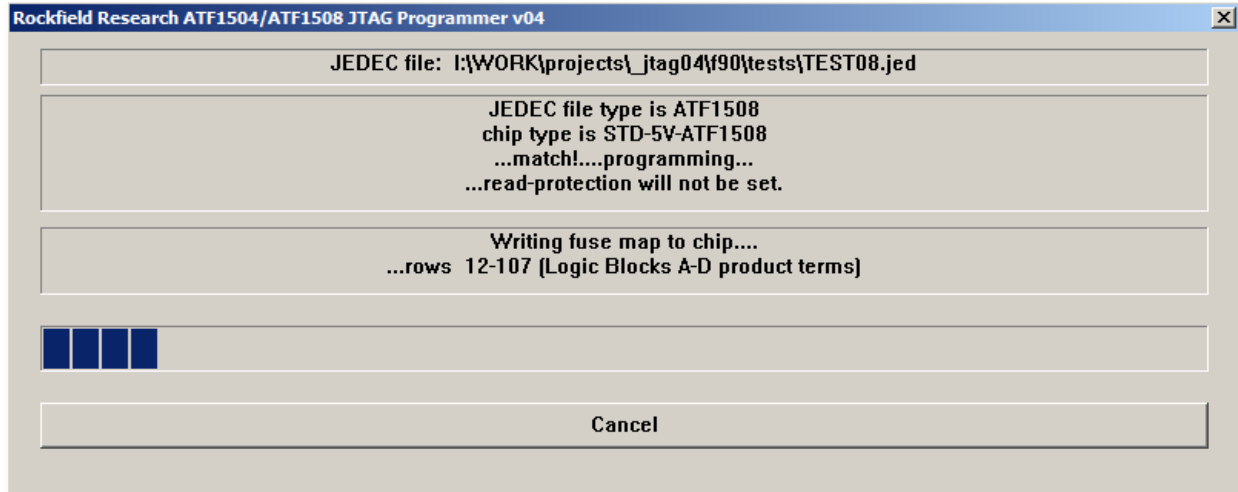 Rockfield Research ATF1504/ATF1508 JTAG Programmer v04
JEDEC file:  I:\WORK\projects\_jtag04\f90\tests\TEST08.jed
JEDEC file type is ATF1508
chip type is STD-5V-ATF1508
...match!....programming...
...read-protection will not be set.
Writing fuse map to chip....
...rows  12-107 (Logic Blocks A-D product terms)
Cancel